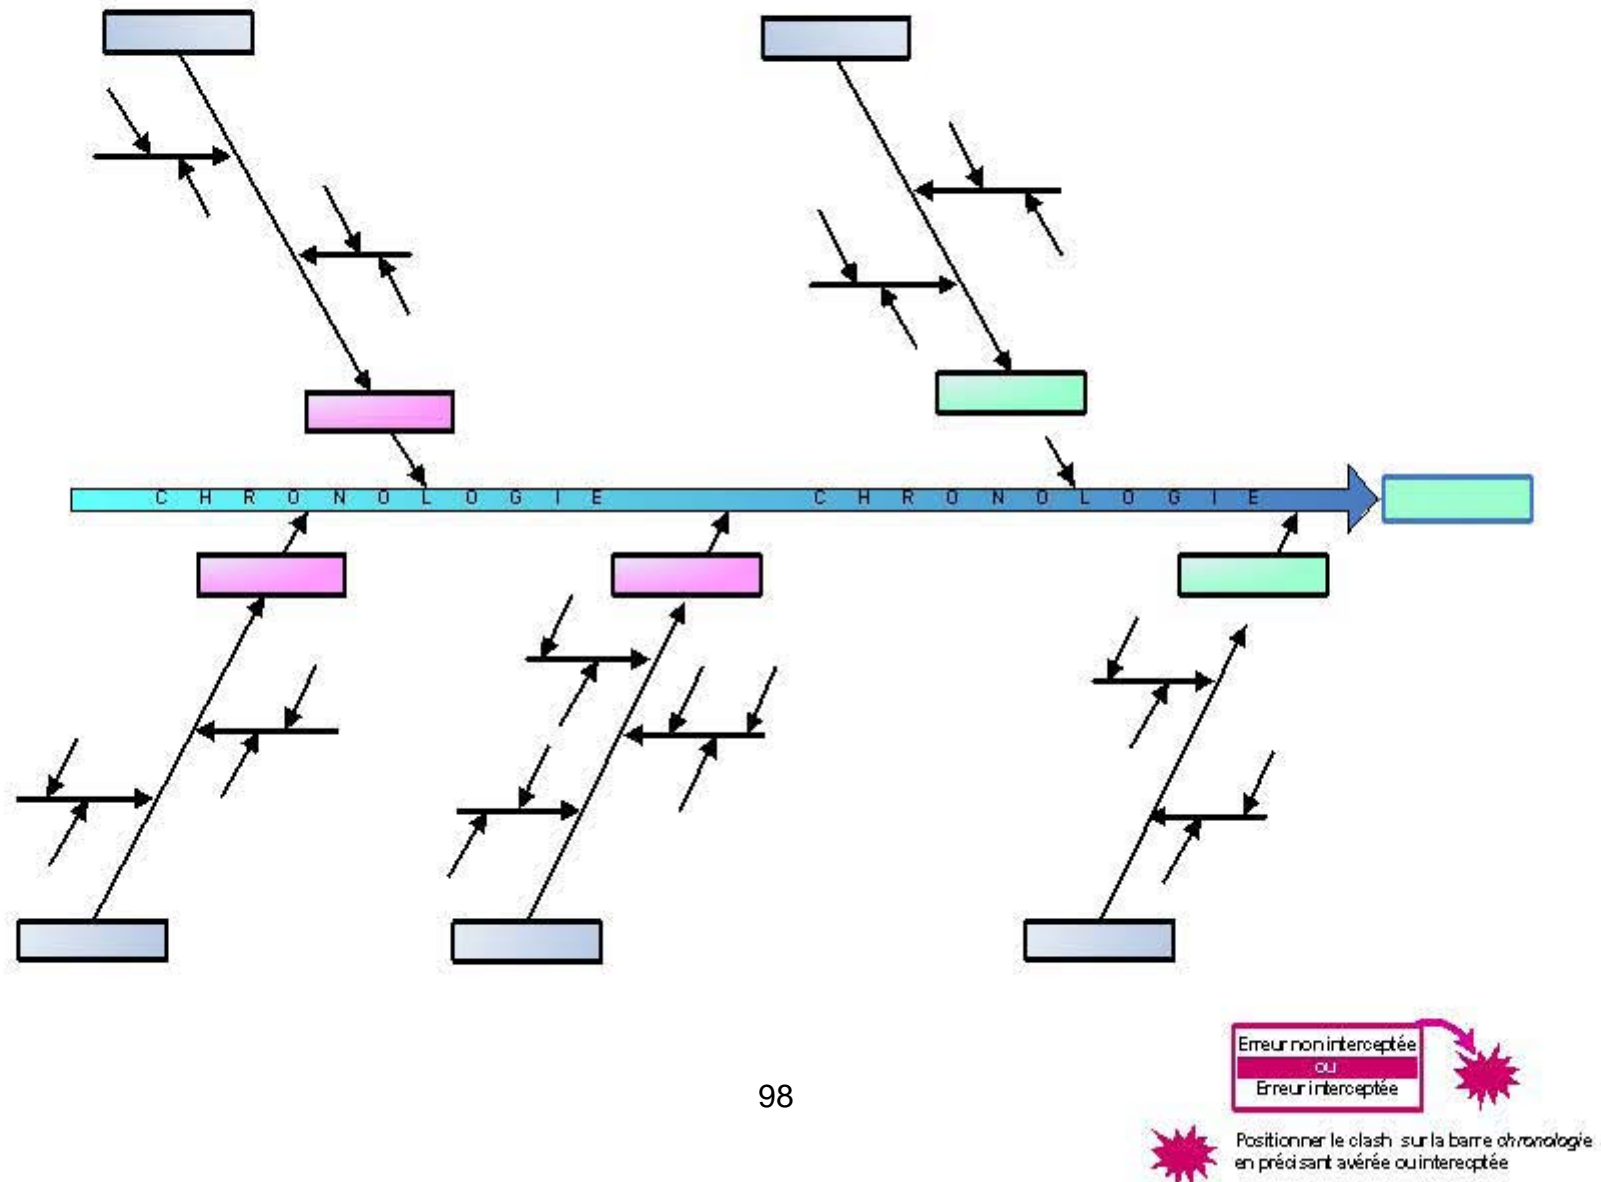 CHRONOLOGIE CHRONOLOGIE
Erreur non interceptée
ou
Erreur interceptée
98
Positionner le clash sur la barre chronologie
en précisant avérée ou interecptée